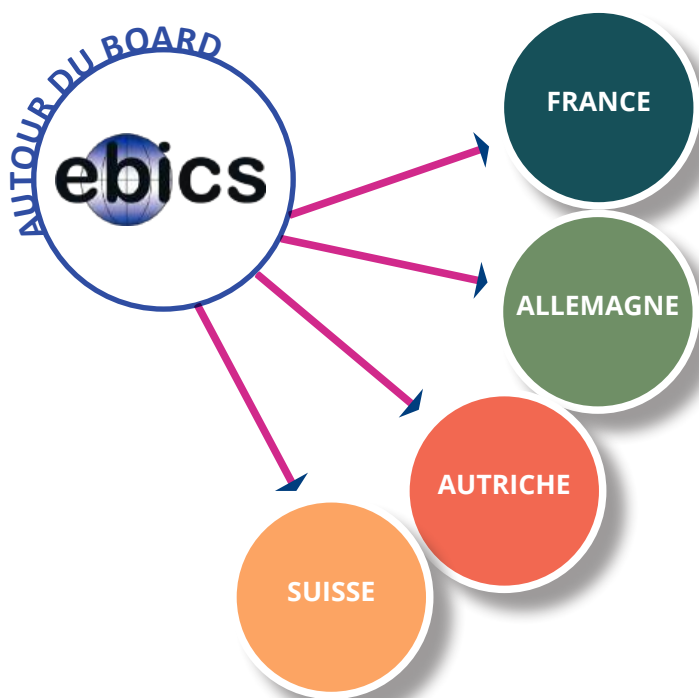 AUTOUR DU BOARD
ebics
FRANCE
ALLEMAGNE
AUTRICHE
SUISSE